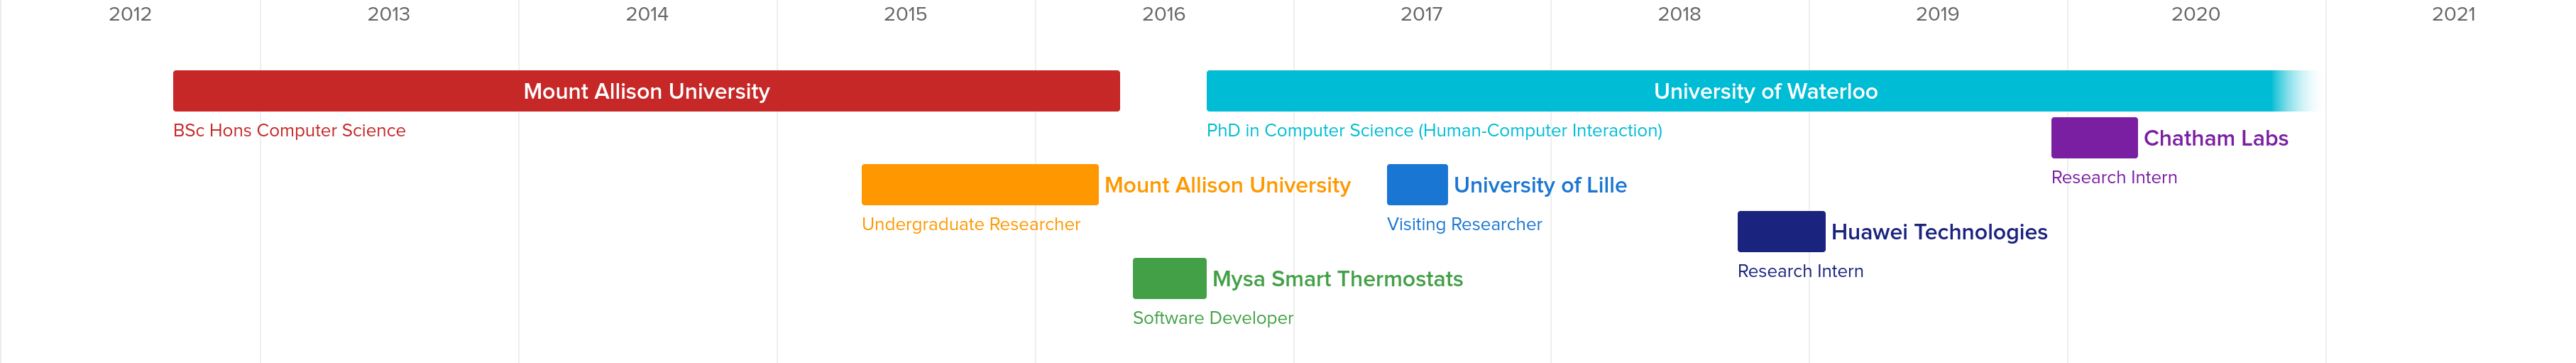 2012 2013 2014 2015 2016 2017 2018 2019 2020 2021
Mount Allison University
University of Waterloo
BSc Hons Computer Science
PhD in Computer Science (Human-Computer Interaction)
Chatham Labs
Research Intern
Mount Allison University
Undergraduate Researcher
University of Lille
Visiting Researcher
Huawei Technologies
Research Intern
Mysa Smart Thermostats
Software Developer